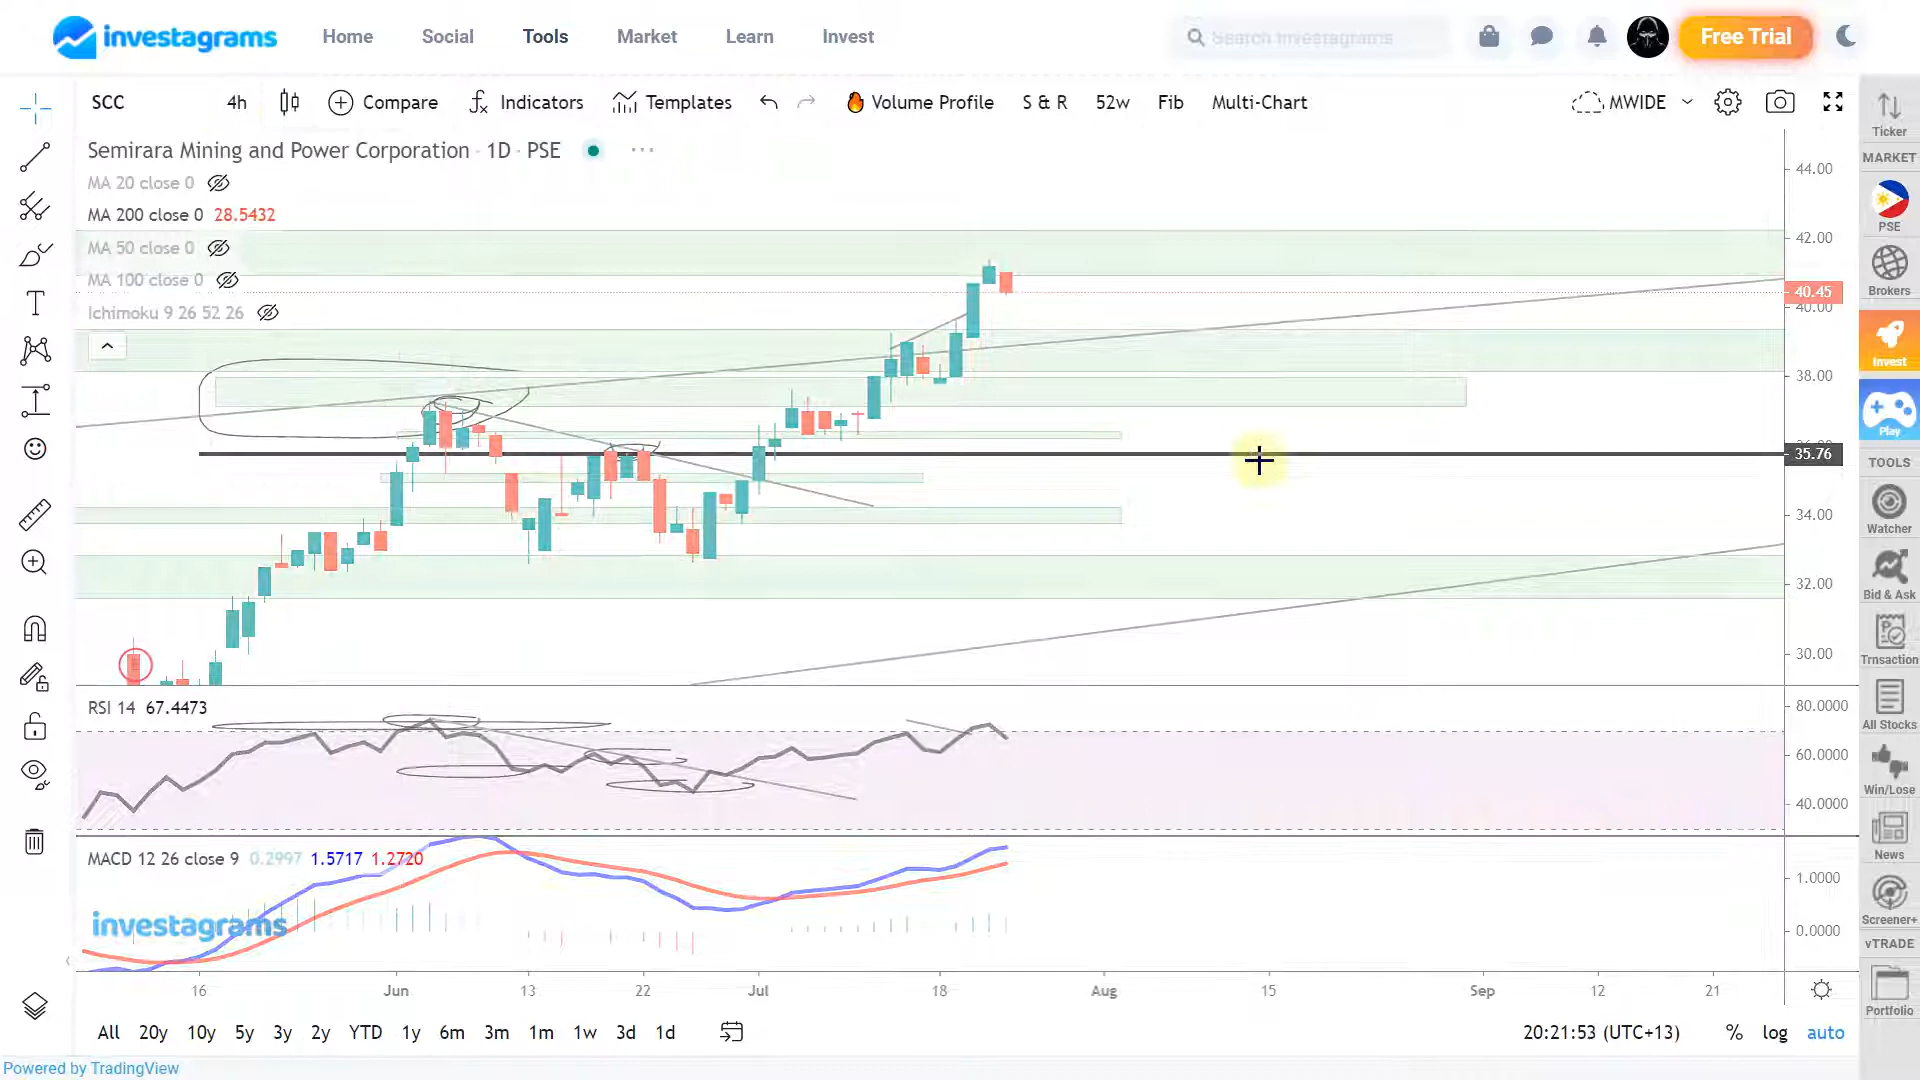 investagrams Home Social Tools Market Learn Invest Search Investagrams Free Trial
SCC 4h Compare Indicators Templates Volume Profile S & R 52w Fib Multi-Chart MWIDE
Semirara Mining and Power Corporation · 1D · PSE
MA 20 close 0
MA 200 close 0 28.5432
MA 50 close 0
MA 100 close 0
Ichimoku 9 26 52 26
44.00
42.00
40.45
40.00
38.00
35.76
34.00
32.00
30.00
RSI 14 67.4473
80.0000
60.0000
40.0000
MACD 12 26 close 9 0.2997 1.5717 1.2720
1.0000
0.0000
investagrams
16 Jun 13 22 Jul 18 Aug 15 Sep 12 21
All 20y 10y 5y 3y 2y YTD 1y 6m 3m 1m 1w 3d 1d 20:21:53 (UTC+13) % log auto
Powered by TradingView
Ticker
MARKET
PSE
Brokers
Invest
Play
TOOLS
Watcher
Bid & Ask
Trnsaction
All Stocks
Win/Lose
News
Screener+
vTRADE
Portfolio